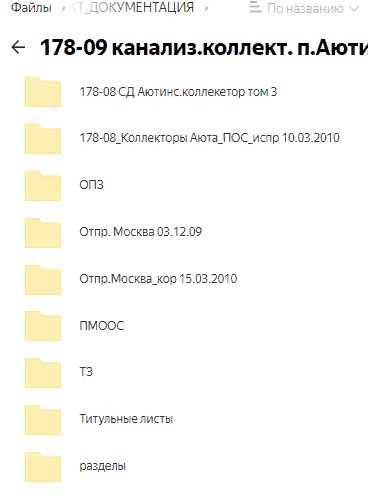 Файлы
КТ_ДОКУМЕНТАЦИЯ
По названию
178-09 канализ.коллект. п.Аюти
178-08 СД Аютинс.коллекетор том 3
178-08_Коллекторы Аюта_ПОС_испр 10.03.2010
ОПЗ
Отпр. Москва 03.12.09
Отпр.Москва_кор 15.03.2010
ПМООС
ТЗ
Титульные листы
разделы